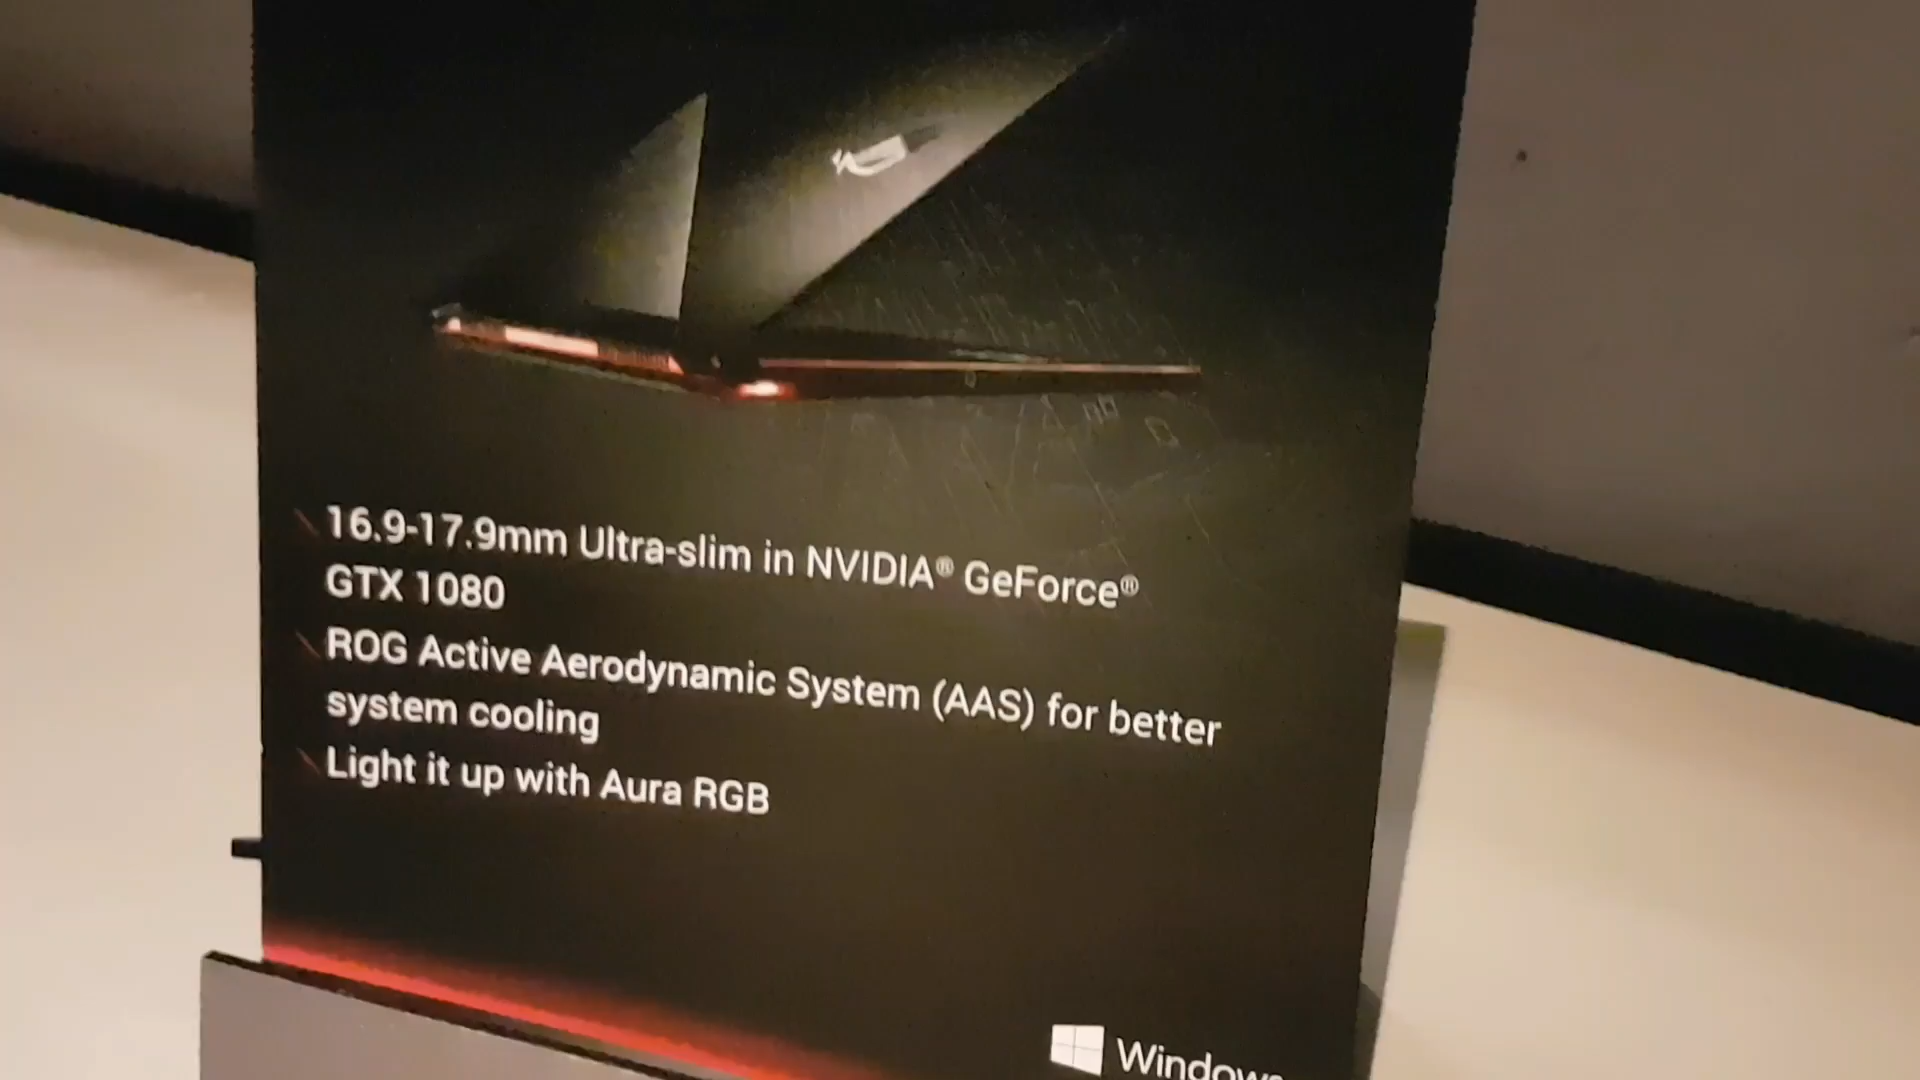 16.9-17.9mm Ultra-slim in NVIDIA® GeForce®
GTX 1080
ROG Active Aerodynamic System (AAS) for better
system cooling
Light it up with Aura RGB
Windows